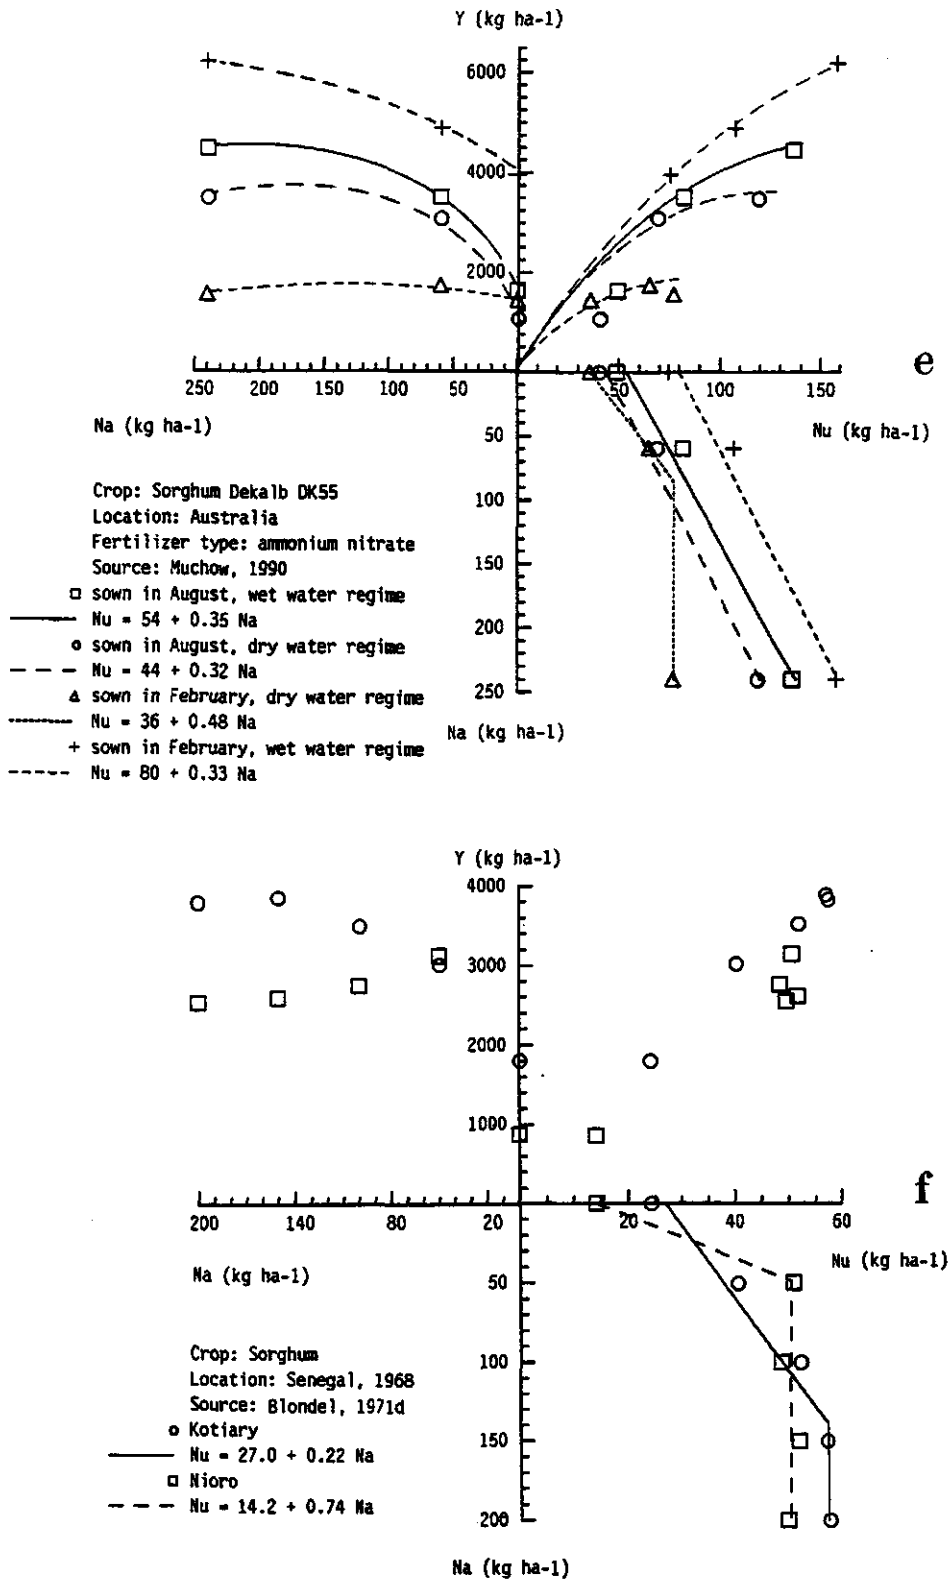 Y (kg ha-1)
6000
4000
2000
250 200 150 100 50
50 100 150
e
Na (kg ha-1)
Nu (kg ha-1)
50
100
150
200
250
Na (kg ha-1)
Crop: Sorghum Dekalb DK55
Location: Australia
Fertilizer type: ammonium nitrate
Source: Muchow, 1990
sown in August, wet water regime
Nu = 54 + 0.35 Na
sown in August, dry water regime
Nu = 44 + 0.32 Na
sown in February, dry water regime
Nu = 36 + 0.48 Na
sown in February, wet water regime
Nu = 80 + 0.33 Na
Y (kg ha-1)
4000
3000
2000
1000
200 140 80 20
20 40 60
f
Na (kg ha-1)
Nu (kg ha-1)
50
100
150
200
Na (kg ha-1)
Crop: Sorghum
Location: Senegal, 1968
Source: Blondel, 1971d
Kotiary
Nu = 27.0 + 0.22 Na
Nioro
Nu = 14.2 + 0.74 Na